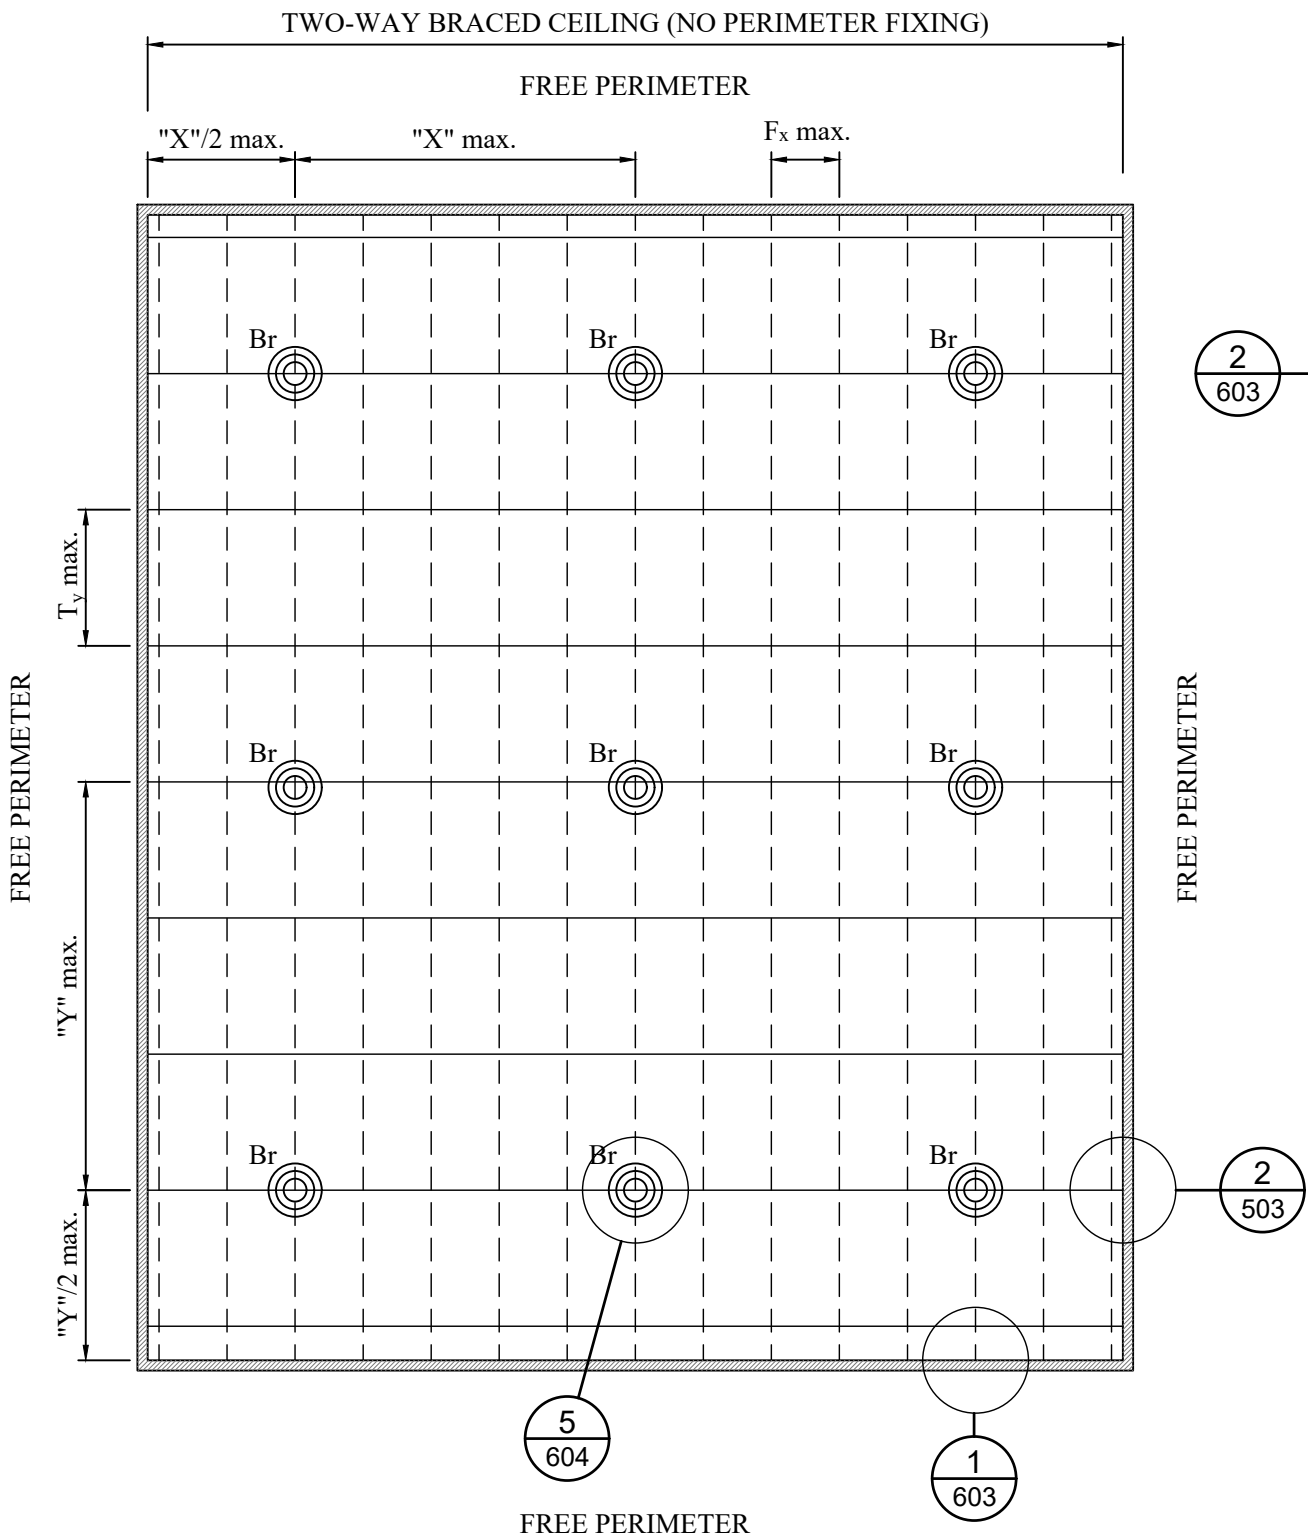 TWO-WAY BRACED CEILING (NO PERIMETER FIXING)
FREE PERIMETER
"X"/2 max.
"X" max.
Fx max.
Br
Br
Br
2
603
Ty max.
FREE PERIMETER
FREE PERIMETER
Br
Br
Br
"Y" max.
Br
Br
Br
2
503
"Y"/2 max.
5
604
1
603
FREE PERIMETER